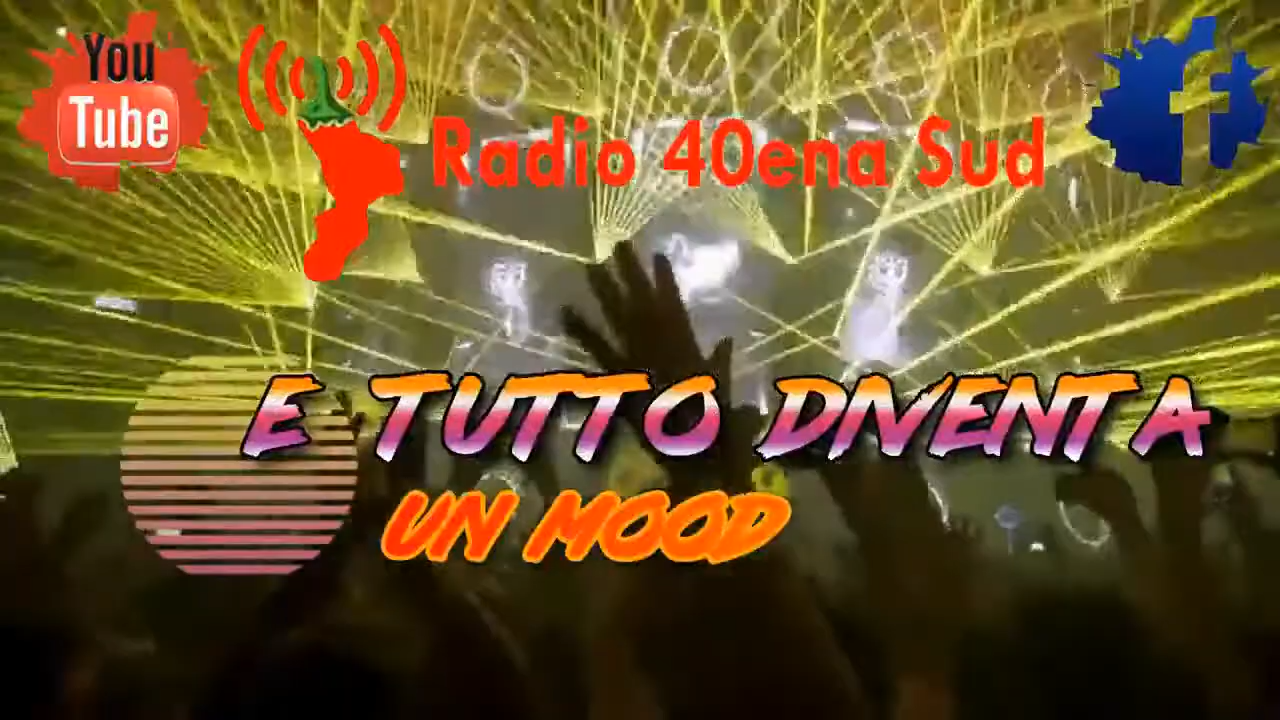 You
Tube
Radio 40ena Sud
f
E TUTTO DIVENTA
UN MOOD